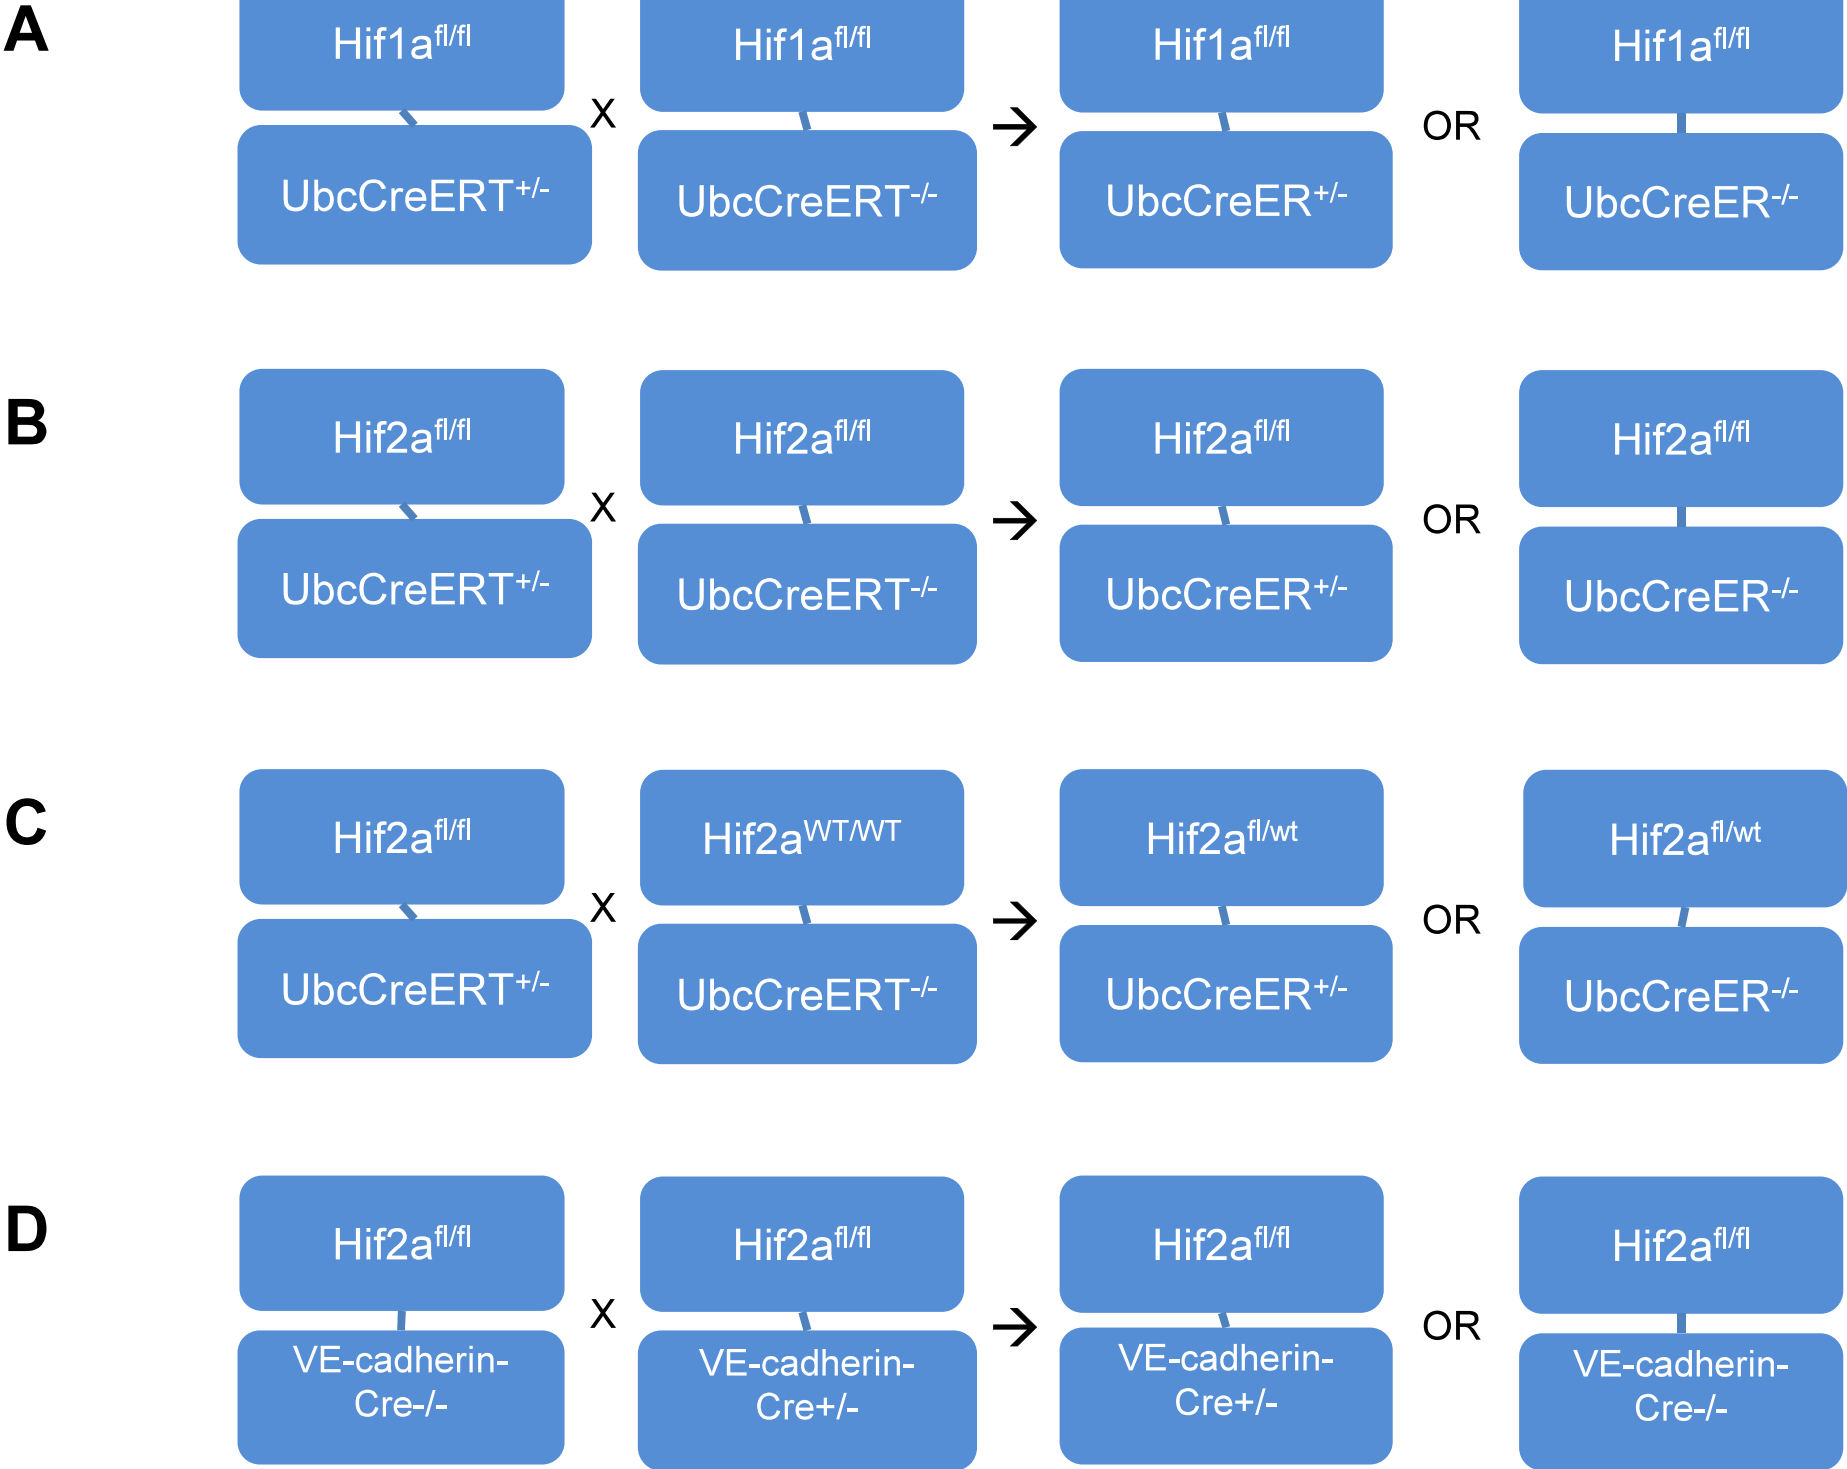 A
Hif1afl/fl
UbcCreERT+/-
X
Hif1afl/fl
UbcCreERT-/-
→
Hif1afl/fl
UbcCreER+/-
OR
Hif1afl/fl
UbcCreER-/-
B
Hif2afl/fl
UbcCreERT+/-
X
Hif2afl/fl
UbcCreERT-/-
→
Hif2afl/fl
UbcCreER+/-
OR
Hif2afl/fl
UbcCreER-/-
C
Hif2afl/fl
UbcCreERT+/-
X
Hif2aWT/WT
UbcCreERT-/-
→
Hif2afl/wt
UbcCreER+/-
OR
Hif2afl/wt
UbcCreER-/-
D
Hif2afl/fl
VE-cadherin-
Cre-/-
X
Hif2afl/fl
VE-cadherin-
Cre+/-
→
Hif2afl/fl
VE-cadherin-
Cre+/-
OR
Hif2afl/fl
VE-cadherin-
Cre-/-